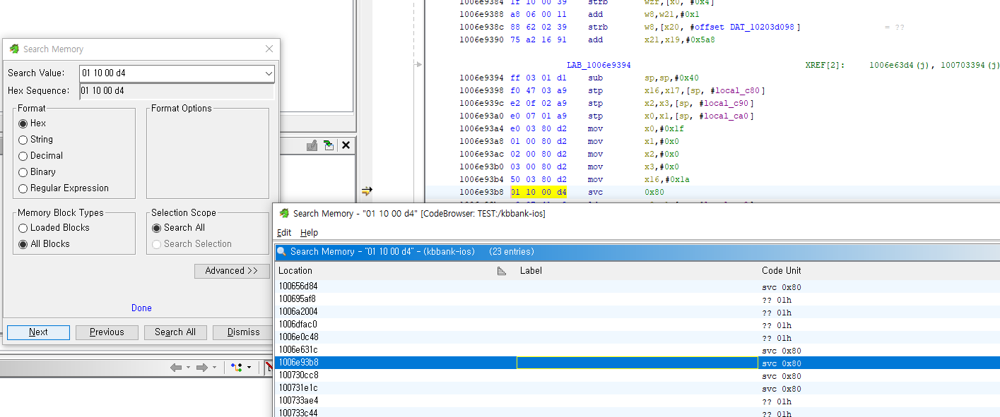 Search Memory
Search Value:
01 10 00 d4
Hex Sequence:
01 10 00 d4
Format
Hex
String
Decimal
Binary
Regular Expression
Format Options
Memory Block Types
Loaded Blocks
All Blocks
Selection Scope
Search All
Search Selection
Advanced >>
Done
Next
Previous
Search All
Dismiss
1006e9384 1f 10 00 39 strb wzr,[x0, #0x4]
1006e9388 a8 06 00 11 add w8,w21,#0x1
1006e938c 88 62 02 39 strb w8,[x20, #offset DAT_10203d098] = ??
1006e9390 75 a2 16 91 add x21,x19,#0x5a8
LAB_1006e9394 XREF[2]: 1006e63d4(j), 100703394(j)
1006e9394 ff 03 01 d1 sub sp,sp,#0x40
1006e9398 f0 47 03 a9 stp x16,x17,[sp, #local_c80]
1006e939c e2 0f 02 a9 stp x2,x3,[sp, #local_c90]
1006e93a0 e0 07 01 a9 stp x0,x1,[sp, #local_ca0]
1006e93a4 e0 03 80 d2 mov x0,#0x1f
1006e93a8 01 00 80 d2 mov x1,#0x0
1006e93ac 02 00 80 d2 mov x2,#0x0
1006e93b0 03 00 80 d2 mov x3,#0x0
1006e93b4 50 03 80 d2 mov x16,#0x1a
1006e93b8 01 10 00 d4 svc 0x80
Search Memory - "01 10 00 d4" [CodeBrowser: TEST:/kbbank-ios]
Edit Help
Search Memory - "01 10 00 d4" - (kbbank-ios) (23 entries)
Location Label Code Unit
100656d84 svc 0x80
100695af8 ?? 01h
1006a2004 ?? 01h
1006dfac0 ?? 01h
1006e0c48 ?? 01h
1006e631c svc 0x80
1006e93b8 svc 0x80
100730cc8 svc 0x80
100731e1c svc 0x80
100733ae4 ?? 01h
100733c44 ?? 01h